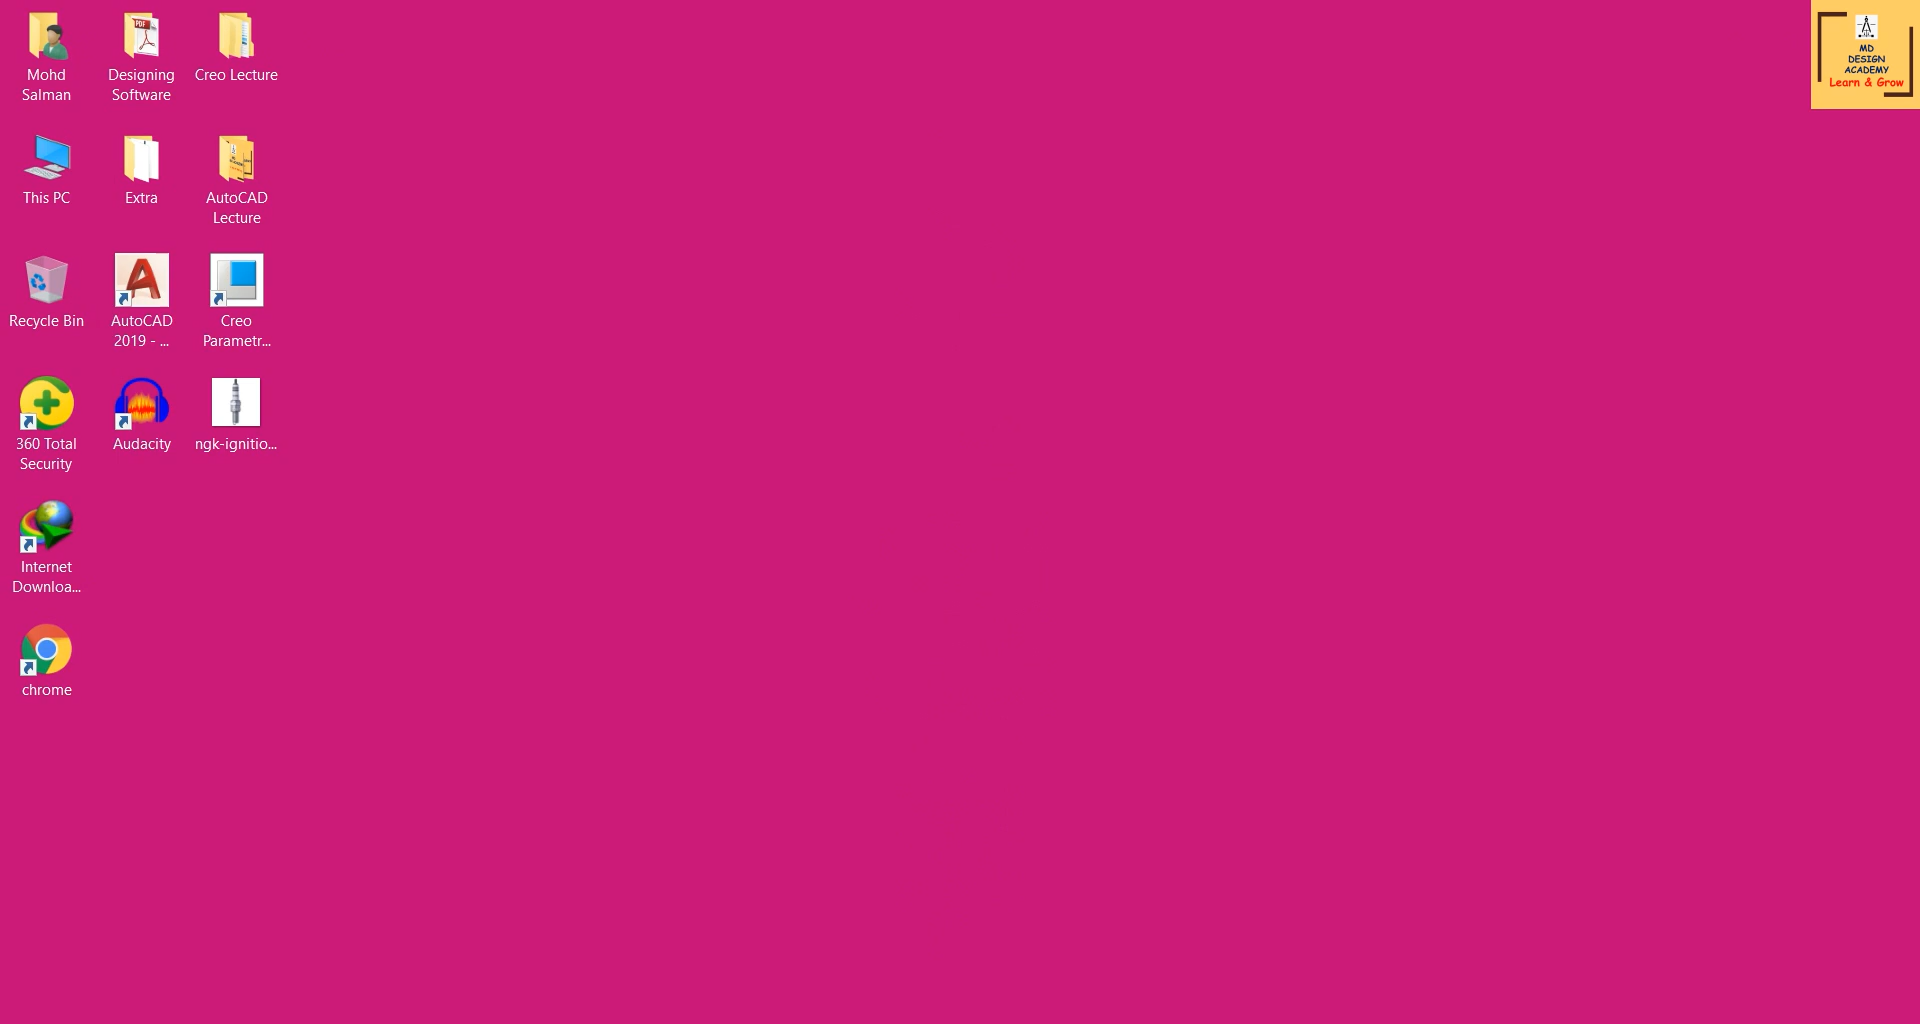 Mohd
Salman
Designing
Software
Creo Lecture
This PC
Extra
AutoCAD
Lecture
Recycle Bin
AutoCAD
2019 - ...
Creo
Parametr...
360 Total
Security
Audacity
ngk-ignitio...
Internet
Downloa...
chrome
MD
DESIGN
ACADEMY
Learn & Grow
PDF